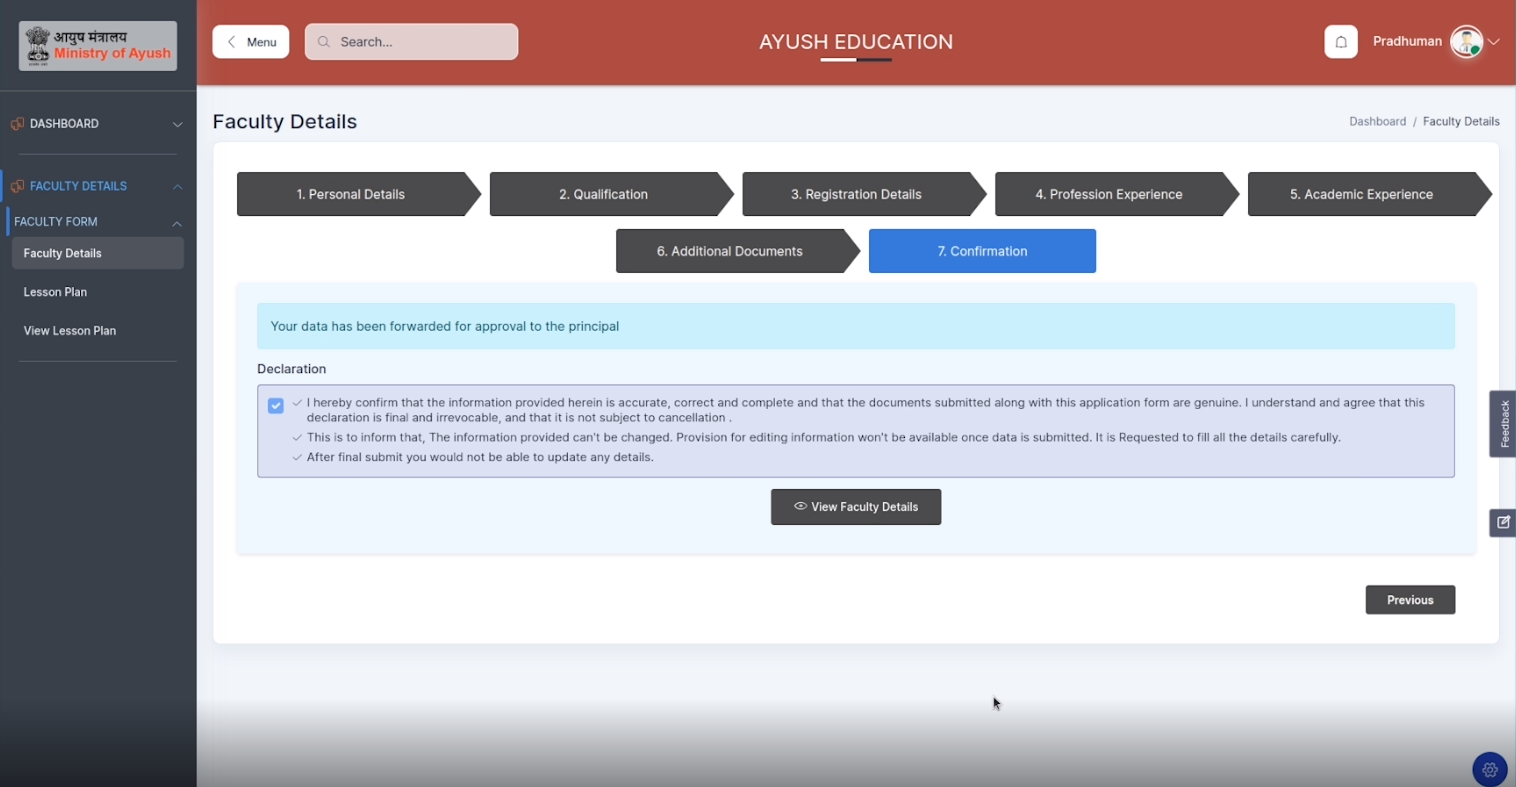 आयुष मंत्रालय
Ministry of Ayush
Menu
Search...
AYUSH EDUCATION
Pradhuman
DASHBOARD
FACULTY DETAILS
FACULTY FORM
Faculty Details
Lesson Plan
View Lesson Plan
Faculty Details
Dashboard / Faculty Details
1. Personal Details
2. Qualification
3. Registration Details
4. Profession Experience
5. Academic Experience
6. Additional Documents
7. Confirmation
Your data has been forwarded for approval to the principal
Declaration
I hereby confirm that the information provided herein is accurate, correct and complete and that the documents submitted along with this application form are genuine. I understand and agree that this
declaration is final and irrevocable, and that it is not subject to cancellation .
This is to inform that, The information provided can't be changed. Provision for editing information won't be available once data is submitted. It is Requested to fill all the details carefully.
After final submit you would not be able to update any details.
View Faculty Details
Previous
Feedback